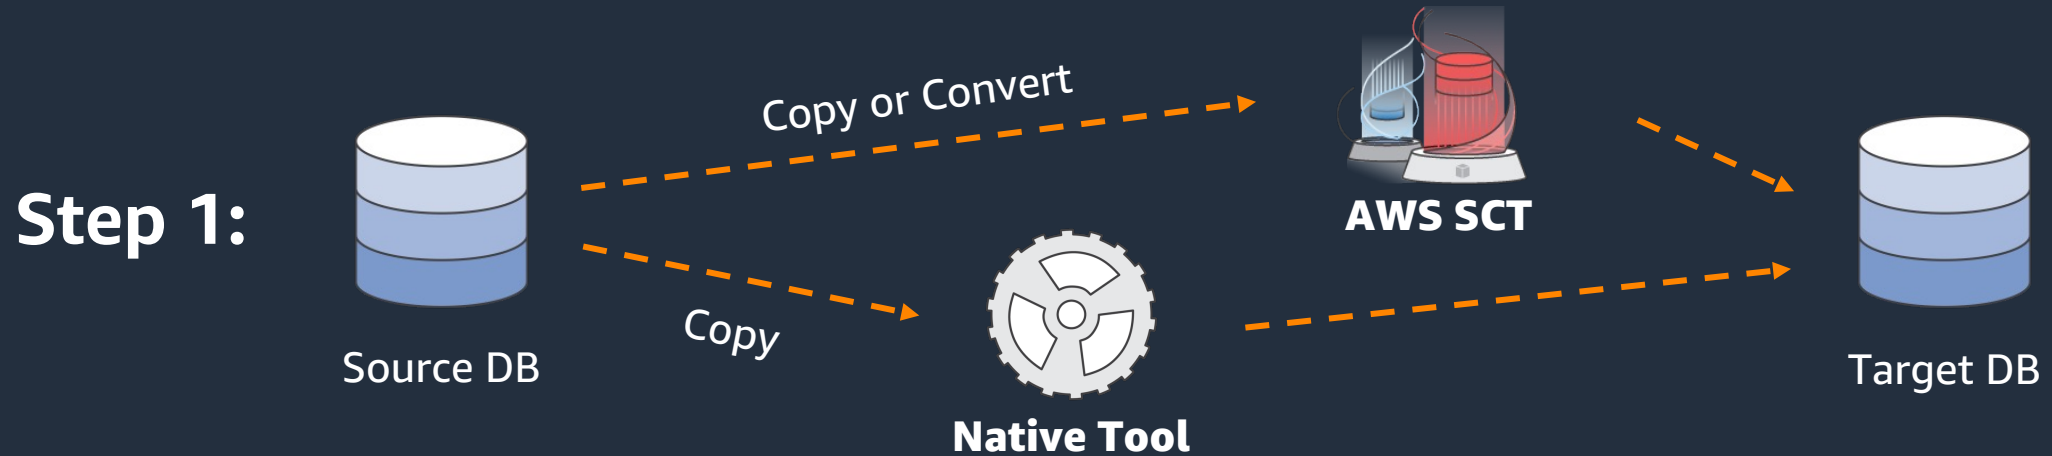 Step 1:
Source DB
Copy or Convert
AWS SCT
Copy
Native Tool
Target DB